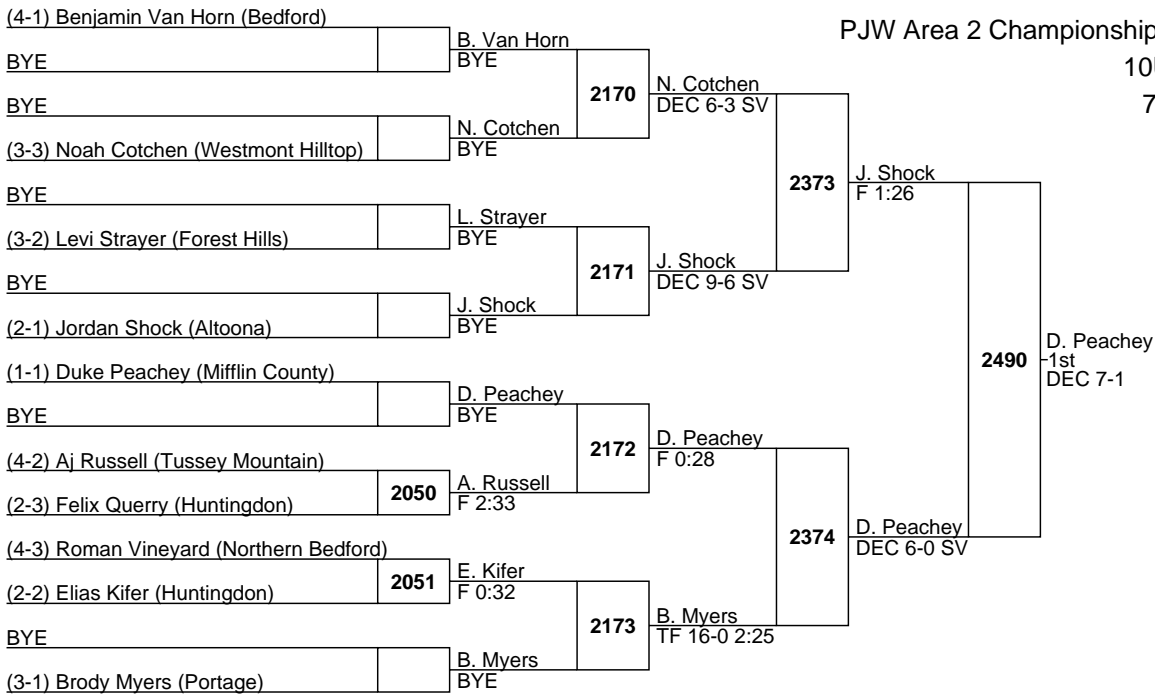 PJW Area 2 Championship
10
7
(4-1) Benjamin Van Horn (Bedford)
BYE
BYE
(3-3) Noah Cotchen (Westmont Hilltop)
BYE
(3-2) Levi Strayer (Forest Hills)
BYE
(2-1) Jordan Shock (Altoona)
(1-1) Duke Peachey (Mifflin County)
BYE
(4-2) Aj Russell (Tussey Mountain)
(2-3) Felix Querry (Huntingdon)
(4-3) Roman Vineyard (Northern Bedford)
(2-2) Elias Kifer (Huntingdon)
BYE
(3-1) Brody Myers (Portage)
2050
2051
B. Van Horn
BYE
N. Cotchen
BYE
L. Strayer
BYE
J. Shock
BYE
D. Peachey
BYE
A. Russell
F 2:33
E. Kifer
F 0:32
B. Myers
BYE
2170
2171
2172
2173
N. Cotchen
DEC 6-3 SV
J. Shock
DEC 9-6 SV
D. Peachey
F 0:28
B. Myers
TF 16-0 2:25
2373
2374
J. Shock
F 1:26
D. Peachey
DEC 6-0 SV
2490
D. Peachey
1st
DEC 7-1